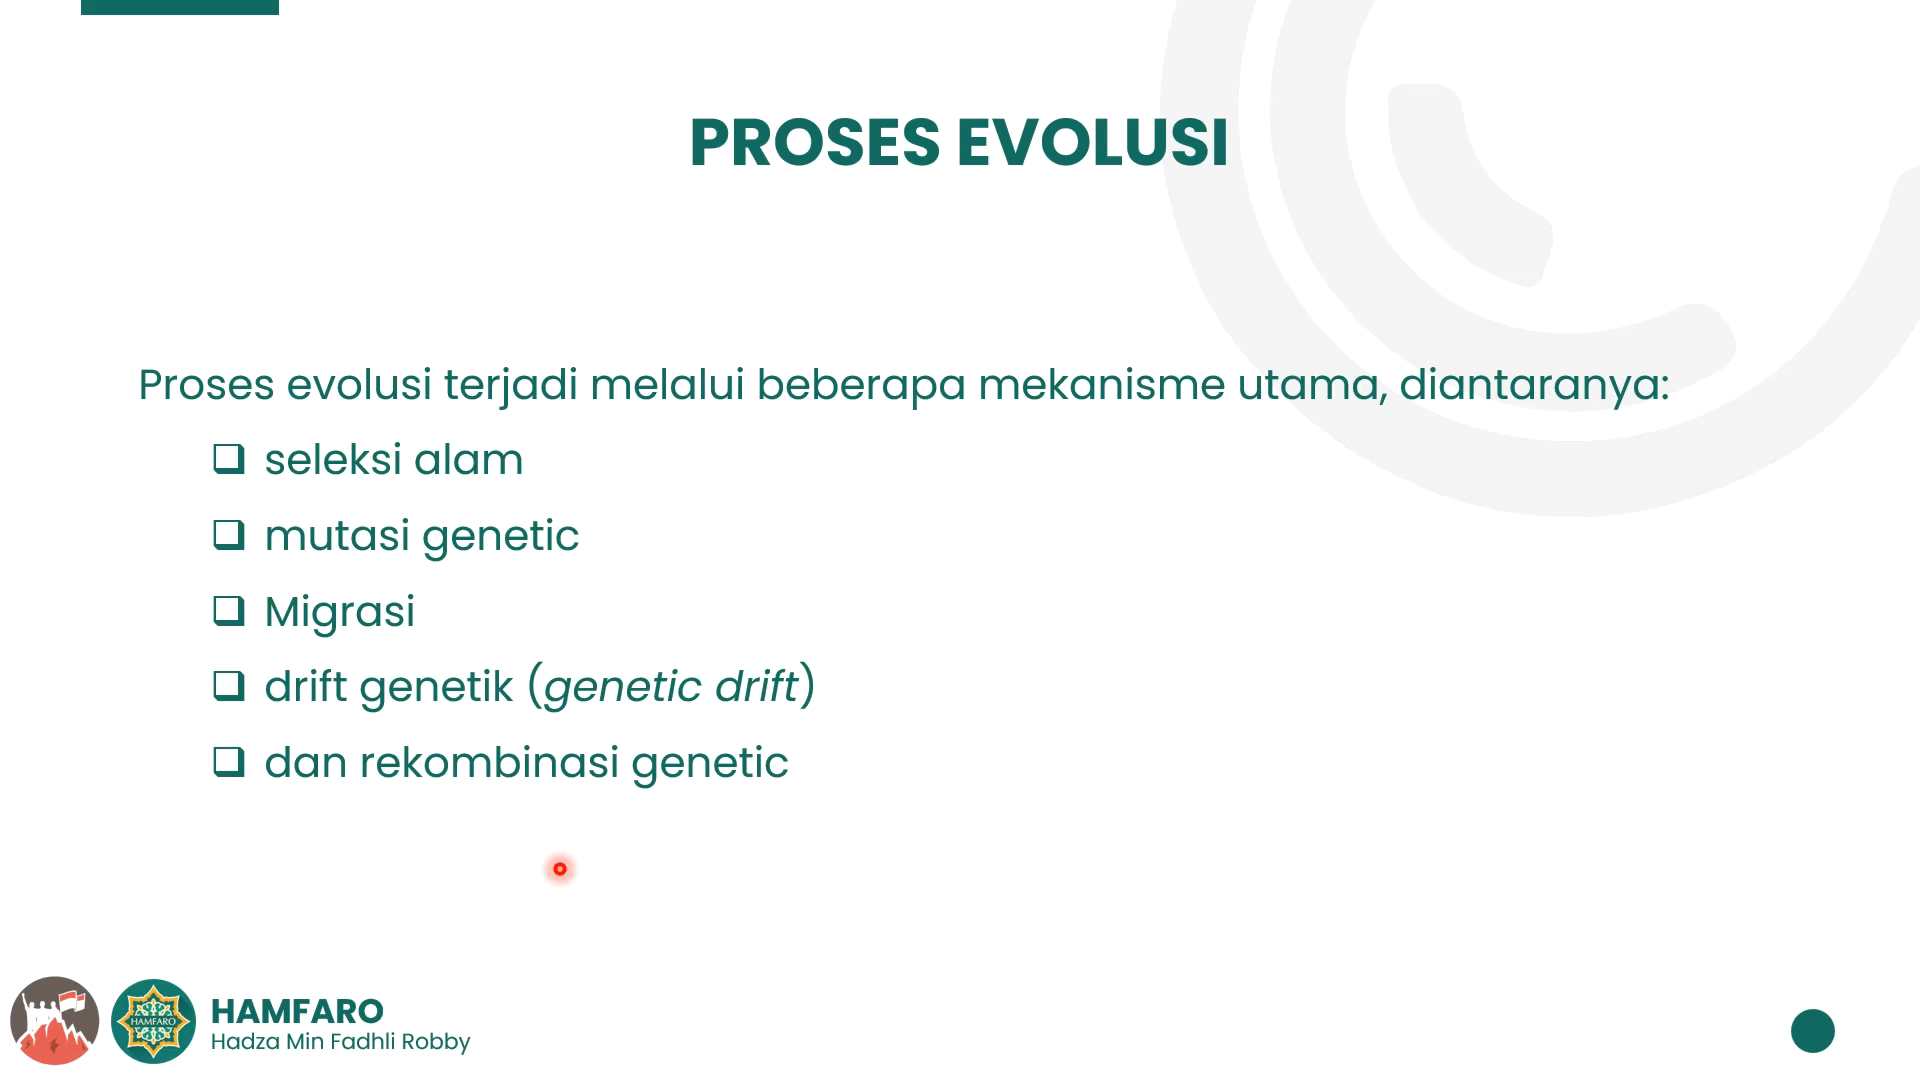 PROSES EVOLUSI
Proses evolusi terjadi melalui beberapa mekanisme utama, diantaranya:
❑ seleksi alam
❑ mutasi genetic
❑ Migrasi
❑ drift genetik (genetic drift)
❑ dan rekombinasi genetic
HAMFARO
HAMFARO
Hadza Min Fadhli Robby